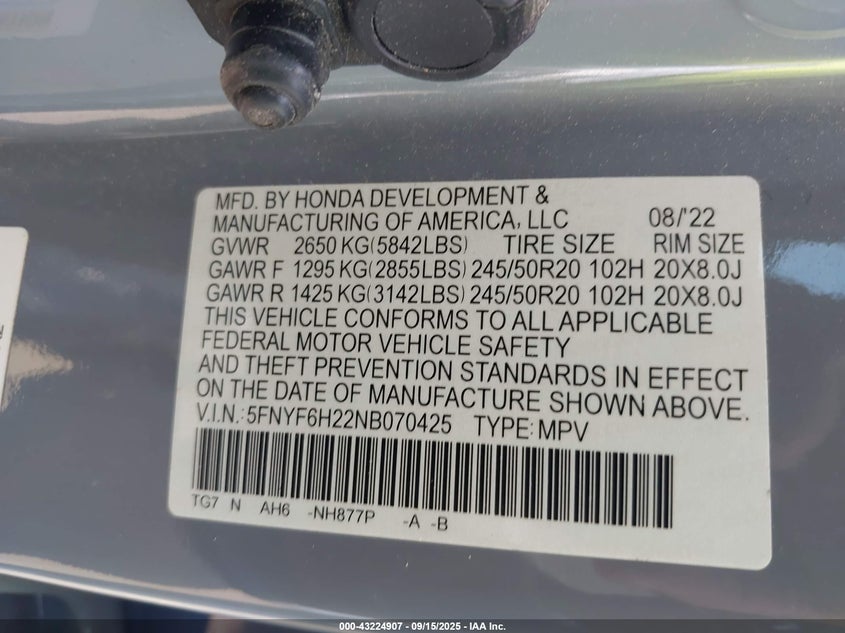 MFD. BY HONDA DEVELOPMENT &
MANUFACTURING OF AMERICA, LLC 08/'22
GVWR 2650 KG(5842LBS) TIRE SIZE RIM SIZE
GAWR F 1295 KG(2855LBS) 245/50R20 102H 20X8.0J
GAWR R 1425 KG(3142LBS) 245/50R20 102H 20X8.0J
THIS VEHICLE CONFORMS TO ALL APPLICABLE
FEDERAL MOTOR VEHICLE SAFETY
AND THEFT PREVENTION STANDARDS IN EFFECT
ON THE DATE OF MANUFACTURE SHOWN ABOVE.
V.I.N.: 5FNYF6H22NB070425 TYPE: MPV
TG7 N AH6 -NH877P -A -B
000-43224907 - 09/15/2025 - IAA Inc.